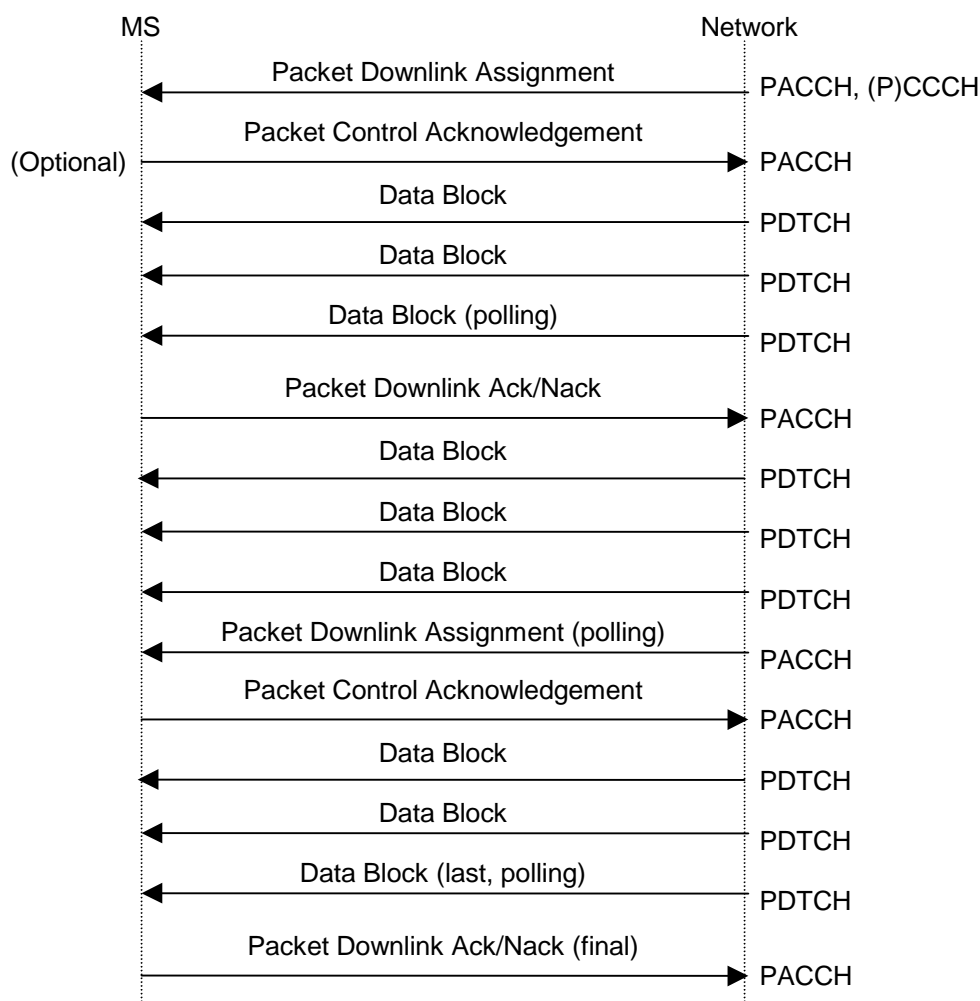 MS Network
Packet Downlink Assignment
PACCH, (P)CCCH
Packet Control Acknowledgement
(Optional)
PACCH
Data Block
PDTCH
Data Block
PDTCH
Data Block (polling)
PDTCH
Packet Downlink Ack/Nack
PACCH
Data Block
PDTCH
Data Block
PDTCH
Data Block
PDTCH
Packet Downlink Assignment (polling)
PACCH
Packet Control Acknowledgement
PACCH
Data Block
PDTCH
Data Block
PDTCH
Data Block (last, polling)
PDTCH
Packet Downlink Ack/Nack (final)
PACCH